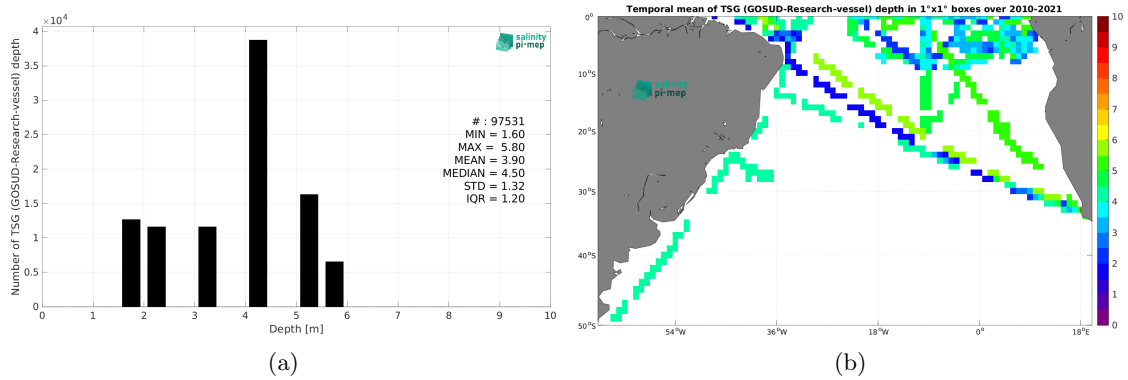 ×10⁴
4
3.5
3
2.5
2
1.5
1
0.5
0
0 1 2 3 4 5 6 7 8 9 10
Number of TSG (GOSUD-Research-vessel) depth
Depth [m]
salinity
pi-mep
# : 97531
MIN = 1.60
MAX = 5.80
MEAN = 3.90
MEDIAN = 4.50
STD = 1.32
IQR = 1.20
(a)
Temporal mean of TSG (GOSUD-Research-vessel) depth in 1°x1° boxes over 2010-2021
0°
10°S
20°S
30°S
40°S
50°S
54°W 36°W 18°W 0° 18°E
salinity
pi-mep
10
9
8
7
6
5
4
3
2
1
0
(b)